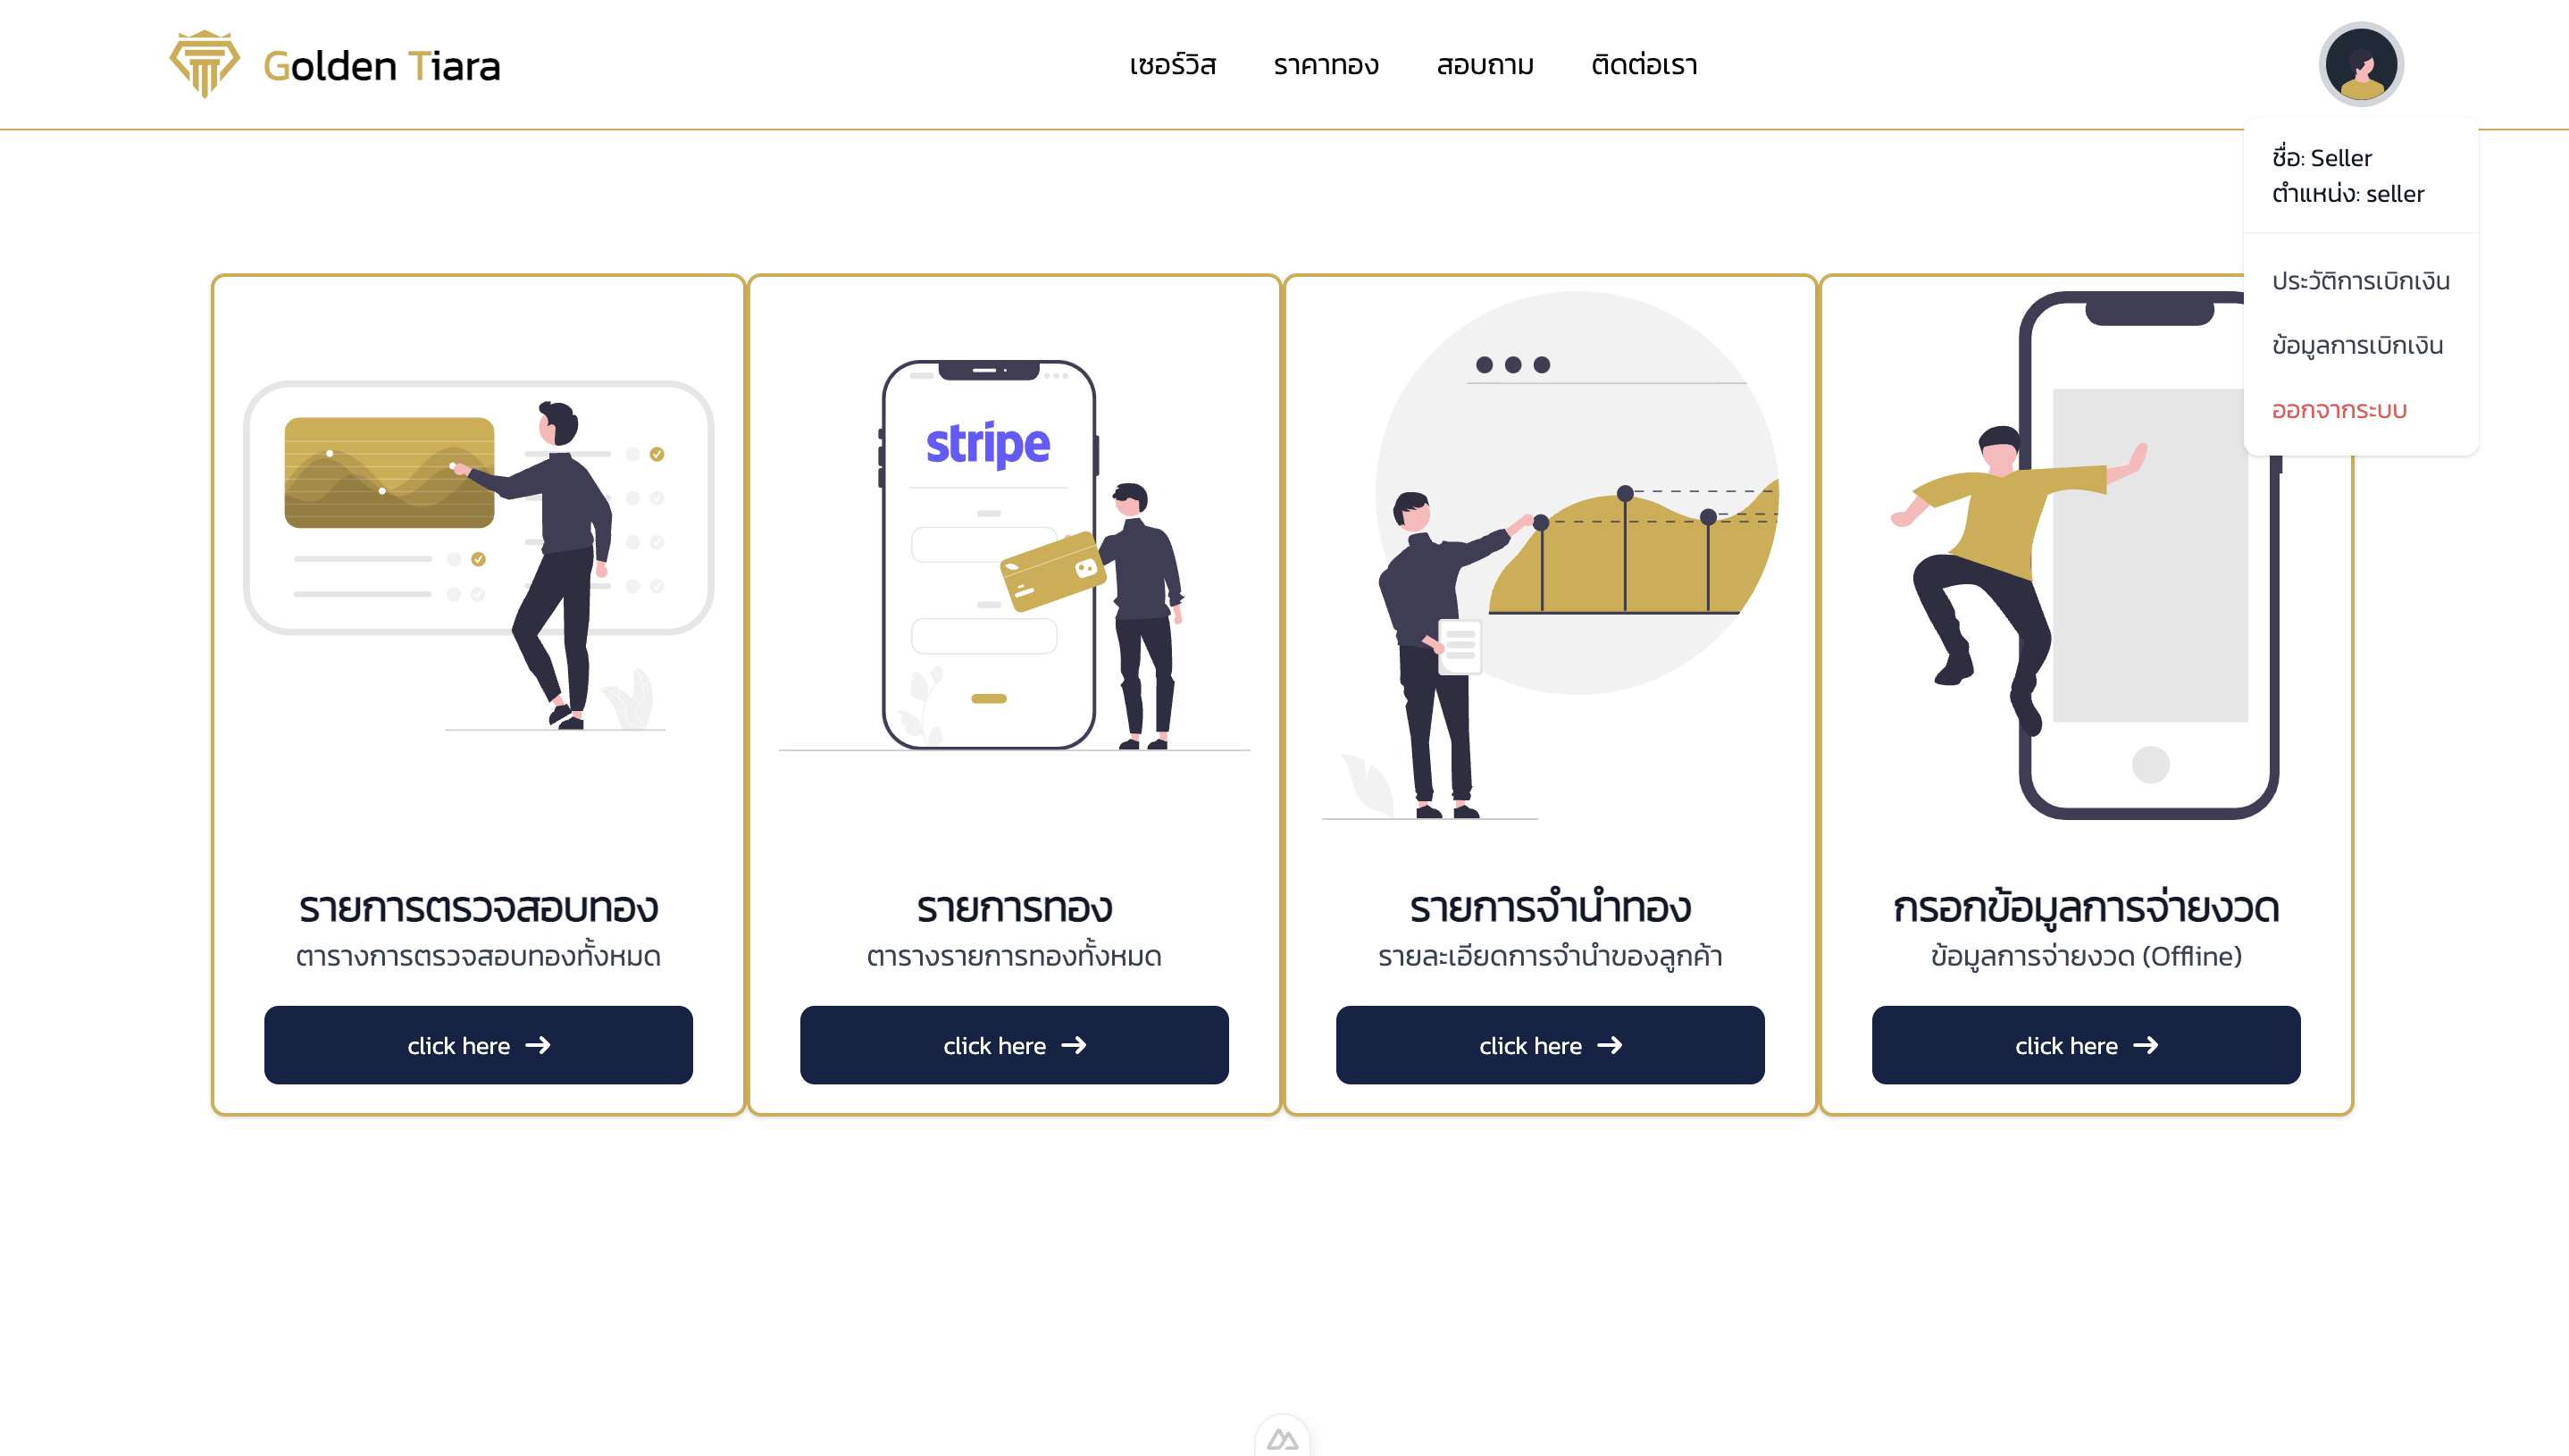 Golden Tiara
เซอร์วิส
ราคาทอง
สอบถาม
ติดต่อเรา
ชื่อ: Seller
ตำแหน่ง: seller
ประวัติการเบิกเงิน
ข้อมูลการเบิกเงิน
ออกจากระบบ
stripe
รายการตรวจสอบทอง
ตารางการตรวจสอบทองทั้งหมด
click here
รายการทอง
ตารางรายการทองทั้งหมด
click here
รายการจำนำทอง
รายละเอียดการจำนำของลูกค้า
click here
กรอกข้อมูลการจ่ายงวด
ข้อมูลการจ่ายงวด (Offline)
click here